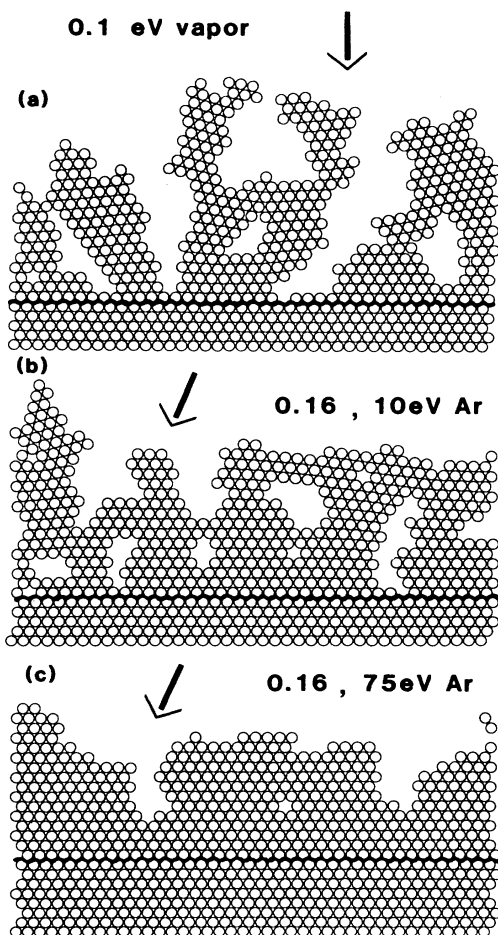 0.1 eV vapor
(a)
(b)
0.16 , 10eV Ar
(c)
0.16 , 75eV Ar